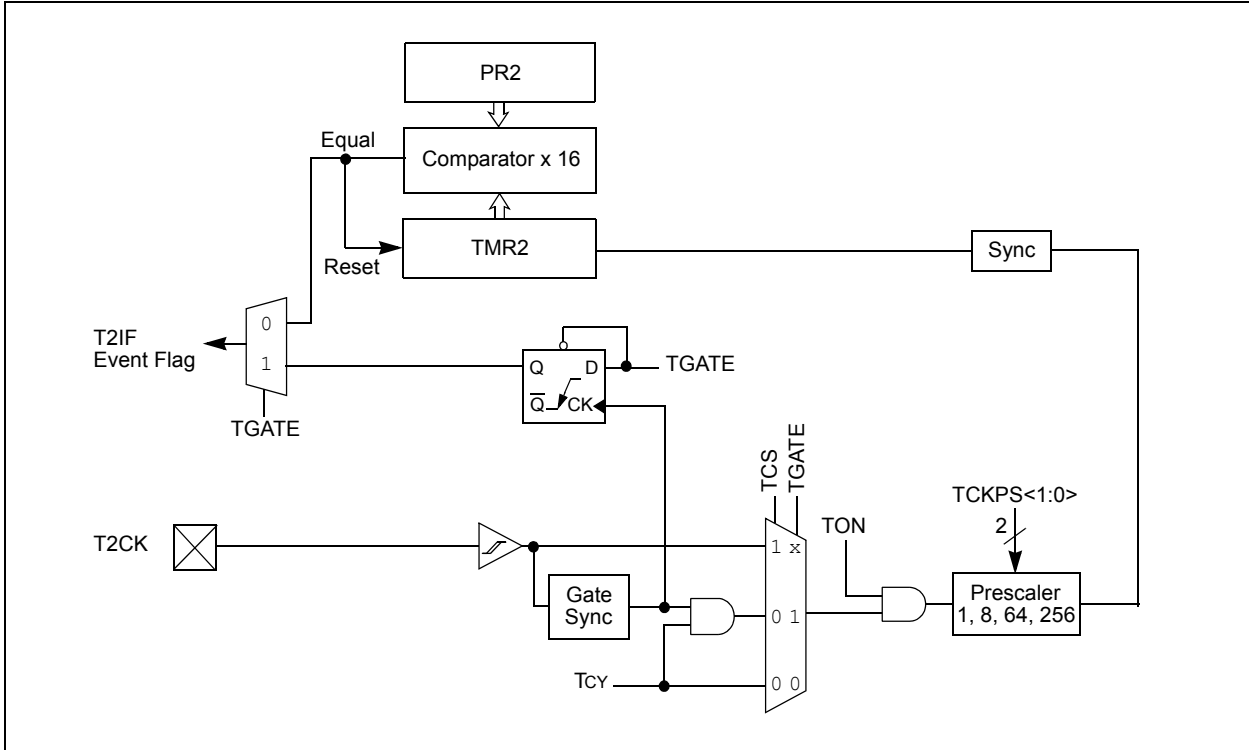 PR2
Equal
Comparator x 16
Reset
TMR2
Sync
T2IF
Event Flag
0
1
TGATE
Q
D
Q̅
CK
TGATE
TCS
TGATE
TCKPS<1:0>
2
TON
T2CK
1 x
Gate
Sync
0 1
Prescaler
1, 8, 64, 256
TCY
0 0